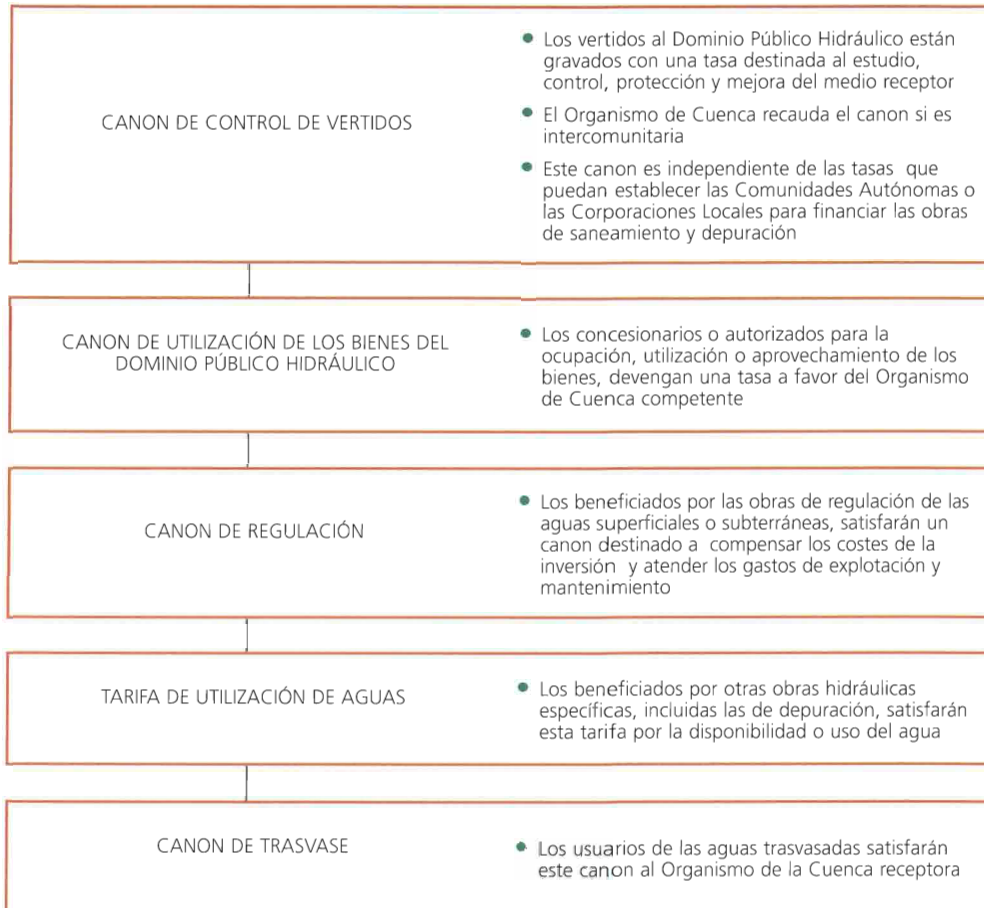 CANON DE CONTROL DE VERTIDOS
● Los vertidos al Dominio Público Hidráulico están
gravados con una tasa destinada al estudio,
control, protección y mejora del medio receptor
● El Organismo de Cuenca recauda el canon si es
intercomunitaria
● Este canon es independiente de las tasas que
puedan establecer las Comunidades Autónomas o
las Corporaciones Locales para financiar las obras
de saneamiento y depuración
CANON DE UTILIZACIÓN DE LOS BIENES DEL
DOMINIO PÚBLICO HIDRÁULICO
● Los concesionarios o autorizados para la
ocupación, utilización o aprovechamiento de los
bienes, devengan una tasa a favor del Organismo
de Cuenca competente
CANON DE REGULACIÓN
● Los beneficiados por las obras de regulación de las
aguas superficiales o subterráneas, satisfarán un
canon destinado a compensar los costes de la
inversión y atender los gastos de explotación y
mantenimiento
TARIFA DE UTILIZACIÓN DE AGUAS
● Los beneficiados por otras obras hidráulicas
específicas, incluidas las de depuración, satisfarán
esta tarifa por la disponibilidad o uso del agua
CANON DE TRASVASE
● Los usuarios de las aguas trasvasadas satisfarán
este canon al Organismo de la Cuenca receptora